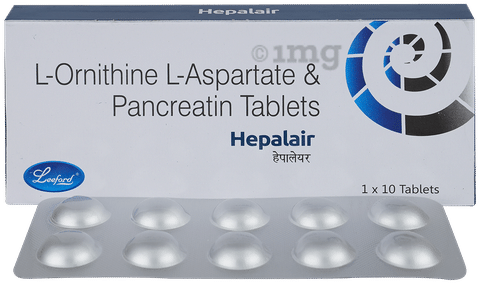 Hepalair
1mg
L-Ornithine L-Aspartate &
Pancreatin Tablets
Hepalair
हेपालेयर
Leeford
1 x 10 Tablets